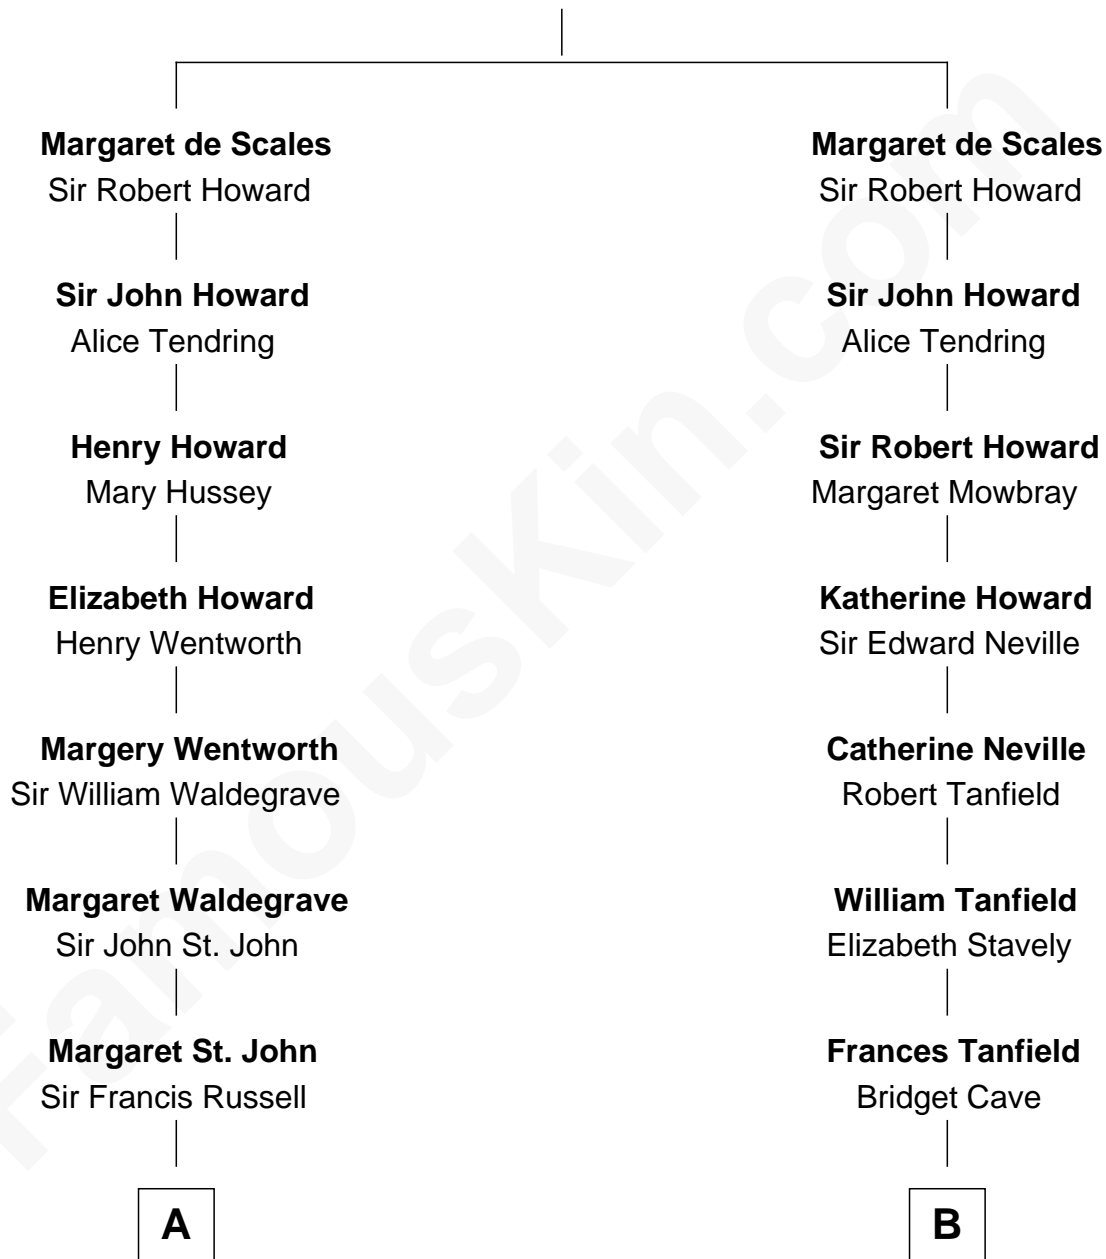 Margaret de Scales
Sir Robert Howard
Sir John Howard
Alice Tendring
Henry Howard
Mary Hussey
Elizabeth Howard
Henry Wentworth
Margery Wentworth
Sir William Waldegrave
Margaret Waldegrave
Sir John St. John
Margaret St. John
Sir Francis Russell
A
Margaret de Scales
Sir Robert Howard
Sir John Howard
Alice Tendring
Sir Robert Howard
Margaret Mowbray
Katherine Howard
Sir Edward Neville
Catherine Neville
Robert Tanfield
William Tanfield
Elizabeth Stavely
Frances Tanfield
Bridget Cave
B
FamousKin.com